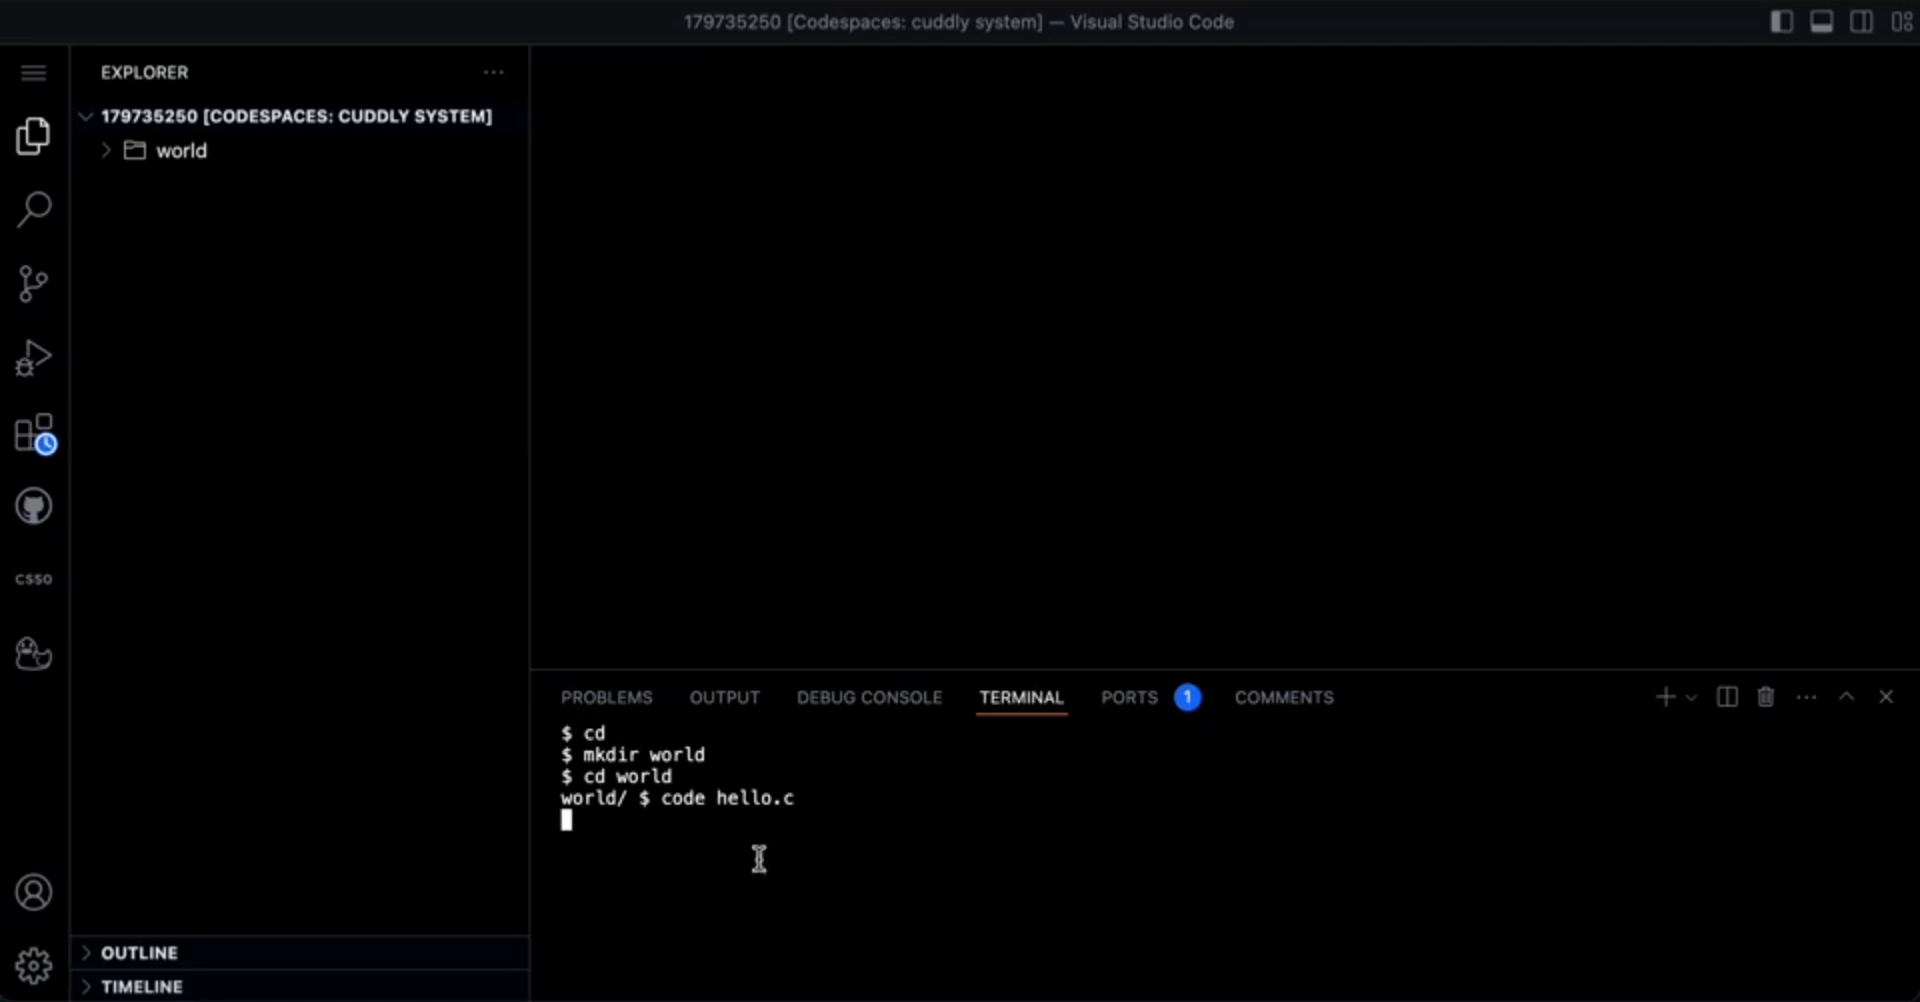 179735250 [Codespaces: cuddly system] — Visual Studio Code
EXPLORER
179735250 [CODESPACES: CUDDLY SYSTEM]
world
CS50
OUTLINE
TIMELINE
PROBLEMS OUTPUT DEBUG CONSOLE TERMINAL PORTS 1 COMMENTS
$ cd
$ mkdir world
$ cd world
world/ $ code hello.c